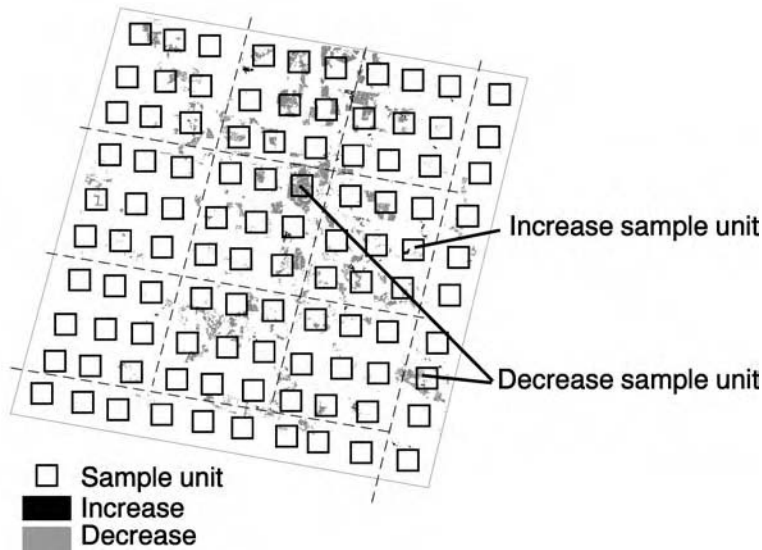 Increase sample unit
Decrease sample unit
Sample unit
Increase
Decrease